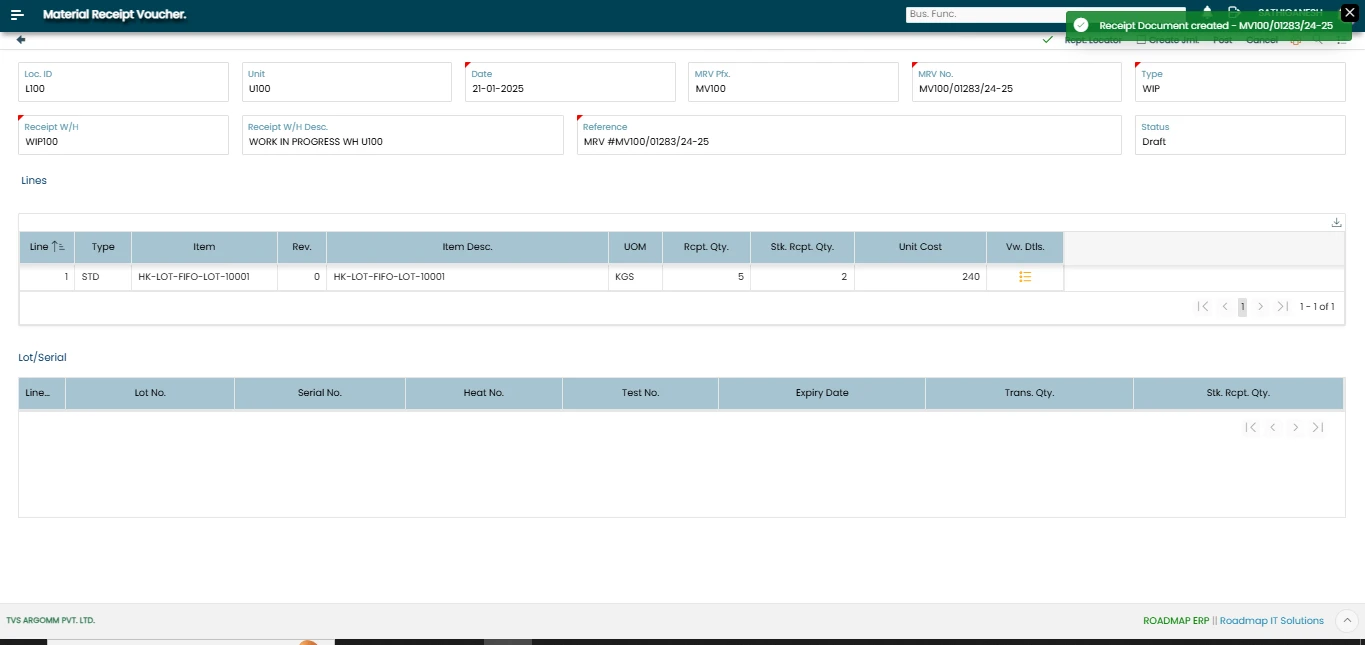 Material Receipt Voucher.
Bus. Func.
Receipt Document created - MV100/01283/24-25
Rept. Locator Create Jrnl. Post Cancel
Loc. ID
L100
Unit
U100
Date
21-01-2025
MRV Pfx.
MV100
MRV No.
MV100/01283/24-25
Type
WIP
Receipt W/H
WIP100
Receipt W/H Desc.
WORK IN PROGRESS WH U100
Reference
MRV #MV100/01283/24-25
Status
Draft
Lines
Line Type Item Rev. Item Desc. UOM Rcpt. Qty. Stk. Rcpt. Qty. Unit Cost Vw. Dtls.
1 STD HK-LOT-FIFO-LOT-10001 0 HK-LOT-FIFO-LOT-10001 KGS 5 2 240
1 1 - 1 of 1
Lot/Serial
Line... Lot No. Serial No. Heat No. Test No. Expiry Date Trans. Qty. Stk. Rcpt. Qty.
TVS ARGOMM PVT. LTD.
ROADMAP ERP || Roadmap IT Solutions